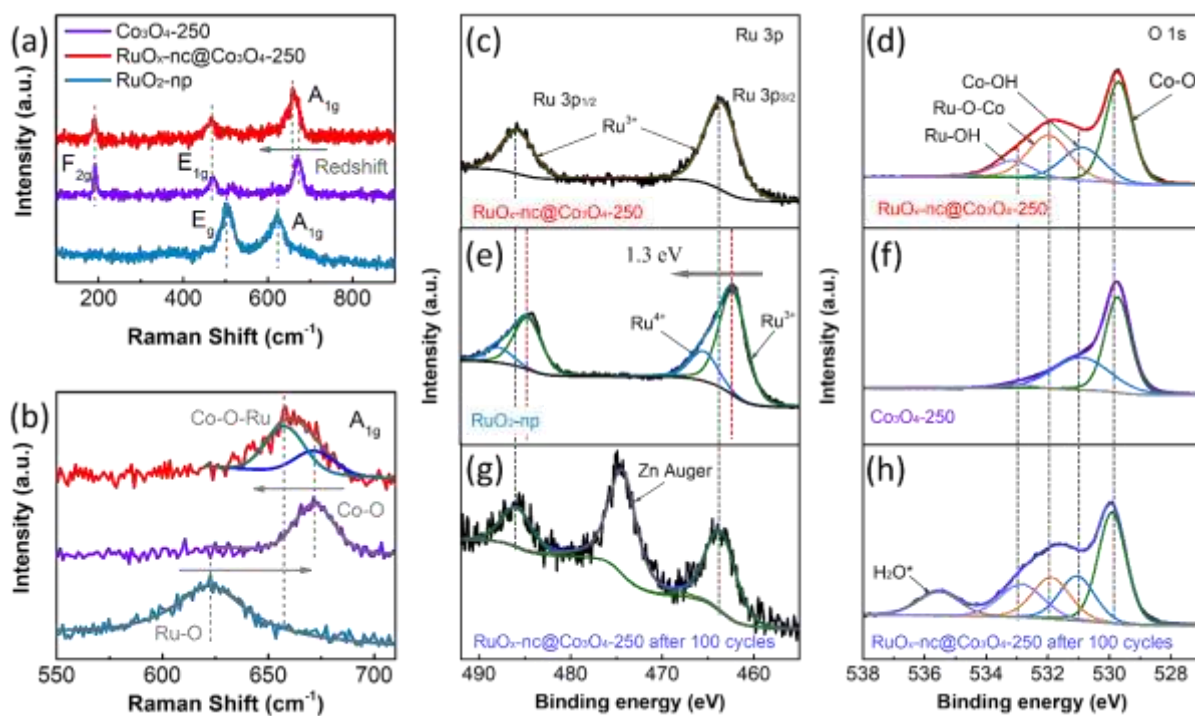 (a)
Co₃O₄-250
RuOₓ-nc@Co₃O₄-250
RuO₂-np
A₁g
F₂g
E₁g
Redshift
Eg
A₁g
Intensity (a.u.)
200 400 600 800
Raman Shift (cm⁻¹)
(b)
A₁g
Co-O-Ru
Co-O
Ru-O
Intensity (a.u.)
550 600 650 700
Raman Shift (cm⁻¹)
(c)
Ru 3p
Ru 3p₁/₂
Ru 3p₃/₂
Ru³⁺
RuOₓ-nc@Co₃O₄-250
(e)
1.3 eV
Ru⁴⁺
Ru³⁺
RuO₂-np
Intensity (a.u.)
(g)
Zn Auger
RuOₓ-nc@Co₃O₄-250 after 100 cycles
490 480 470 460
Binding energy (eV)
(d)
O 1s
Co-OH
Co-O
Ru-O-Co
Ru-OH
RuOₓ-nc@Co₃O₄-250
(f)
Co₃O₄-250
Intensity (a.u.)
(h)
H₂O*
RuOₓ-nc@Co₃O₄-250 after 100 cycles
538 536 534 532 530 528
Binding energy (eV)